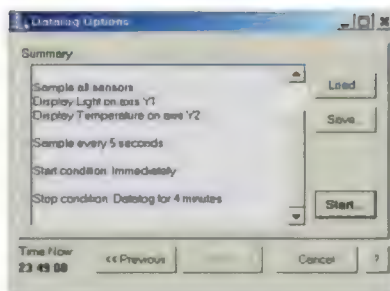 Datalog Options
Summary
Sample all sensors
Display Light on axis Y1
Display Temperature on axis Y2
Sample every 5 seconds
Start condition: Immediately
Stop condition: Datalog for 4 minutes
Load
Save...
Start...
Time Now
23:49:08
<< Previous
Cancel
?